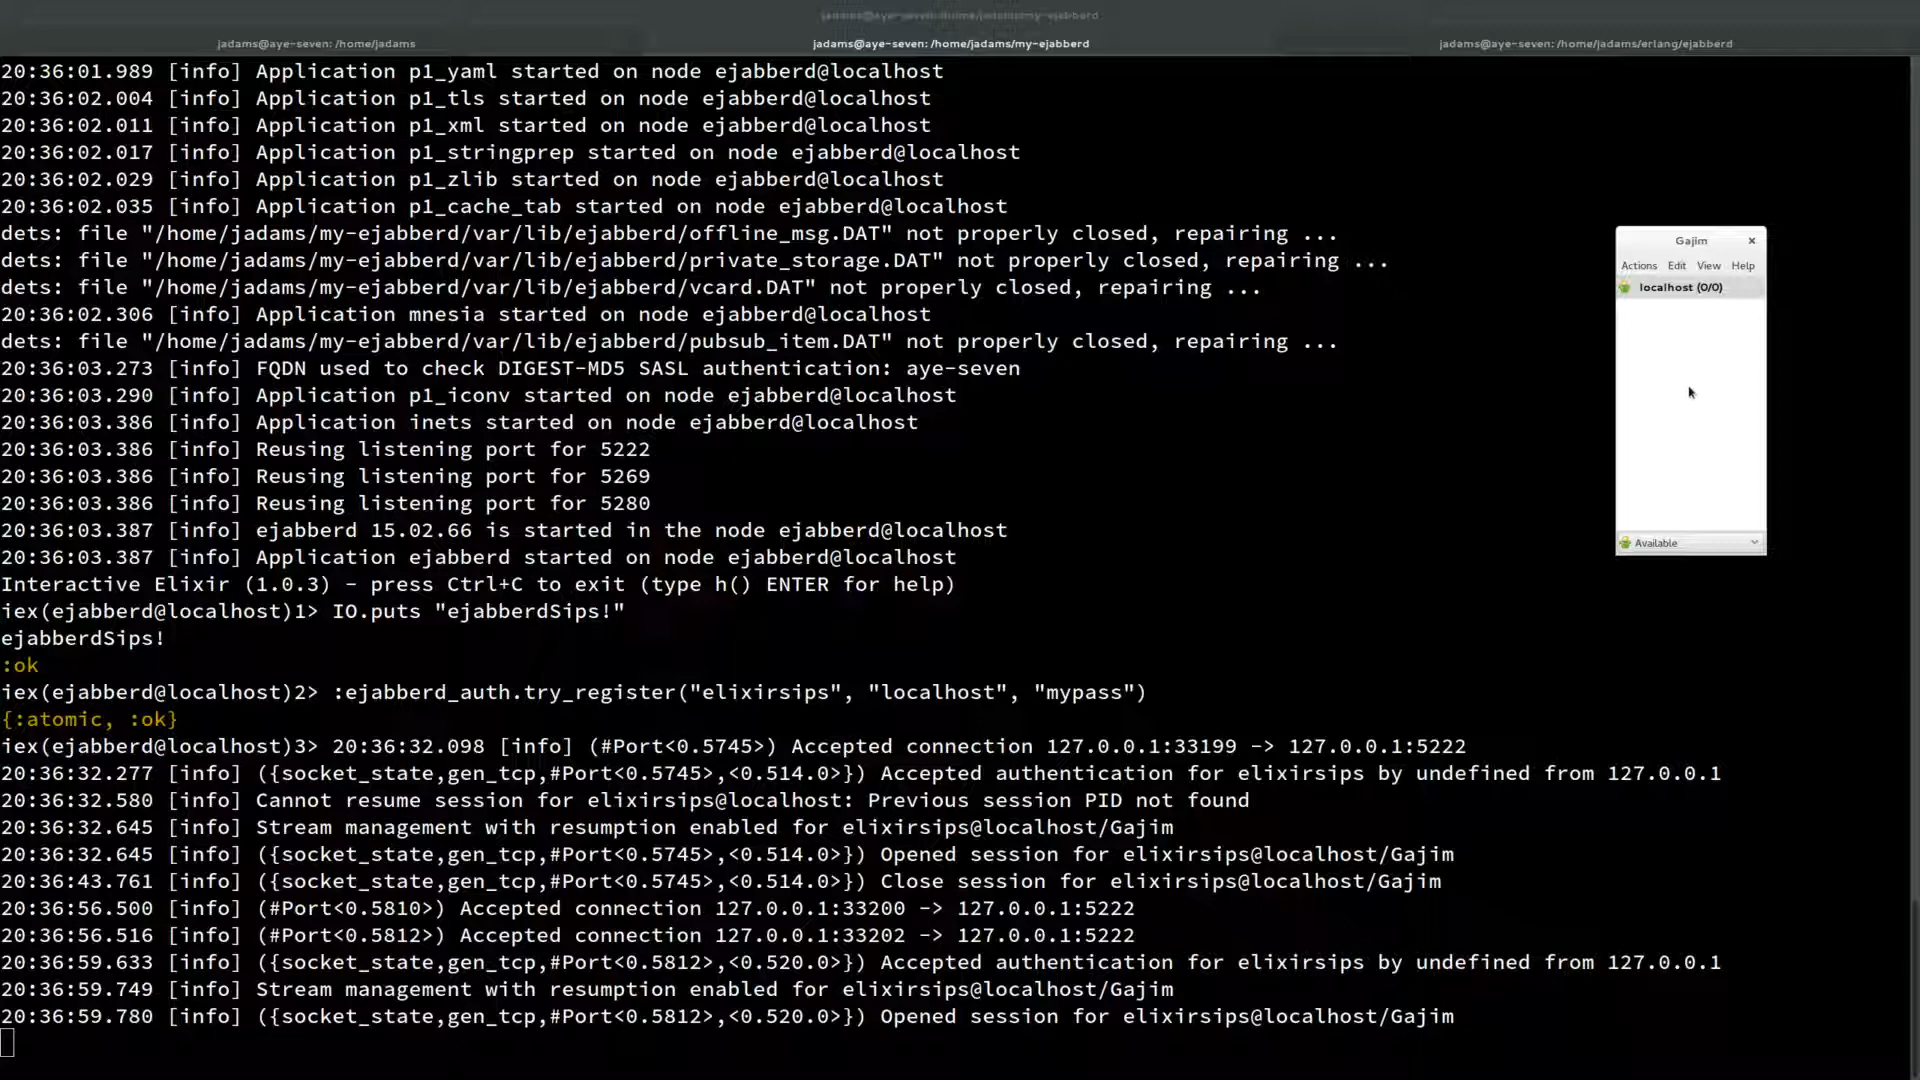 jadams@aye-seven: /home/jadams/my-ejabberd
jadams@aye-seven: /home/jadams
jadams@aye-seven: /home/jadams/my-ejabberd
jadams@aye-seven: /home/jadams/erlang/ejabberd
20:36:01.989 [info] Application p1_yaml started on node ejabberd@localhost
20:36:02.004 [info] Application p1_tls started on node ejabberd@localhost
20:36:02.011 [info] Application p1_xml started on node ejabberd@localhost
20:36:02.017 [info] Application p1_stringprep started on node ejabberd@localhost
20:36:02.029 [info] Application p1_zlib started on node ejabberd@localhost
20:36:02.035 [info] Application p1_cache_tab started on node ejabberd@localhost
dets: file "/home/jadams/my-ejabberd/var/lib/ejabberd/offline_msg.DAT" not properly closed, repairing ...
dets: file "/home/jadams/my-ejabberd/var/lib/ejabberd/private_storage.DAT" not properly closed, repairing ...
dets: file "/home/jadams/my-ejabberd/var/lib/ejabberd/vcard.DAT" not properly closed, repairing ...
20:36:02.306 [info] Application mnesia started on node ejabberd@localhost
dets: file "/home/jadams/my-ejabberd/var/lib/ejabberd/pubsub_item.DAT" not properly closed, repairing ...
20:36:03.273 [info] FQDN used to check DIGEST-MD5 SASL authentication: aye-seven
20:36:03.290 [info] Application p1_iconv started on node ejabberd@localhost
20:36:03.386 [info] Application inets started on node ejabberd@localhost
20:36:03.386 [info] Reusing listening port for 5222
20:36:03.386 [info] Reusing listening port for 5269
20:36:03.386 [info] Reusing listening port for 5280
20:36:03.387 [info] ejabberd 15.02.66 is started in the node ejabberd@localhost
20:36:03.387 [info] Application ejabberd started on node ejabberd@localhost
Interactive Elixir (1.0.3) - press Ctrl+C to exit (type h() ENTER for help)
iex(ejabberd@localhost)1> IO.puts "ejabberdSips!"
ejabberdSips!
:ok
iex(ejabberd@localhost)2> :ejabberd_auth.try_register("elixirsips", "localhost", "mypass")
{:atomic, :ok}
iex(ejabberd@localhost)3> 20:36:32.098 [info] (#Port<0.5745>) Accepted connection 127.0.0.1:33199 -> 127.0.0.1:5222
20:36:32.277 [info] ({socket_state,gen_tcp,#Port<0.5745>,<0.514.0>}) Accepted authentication for elixirsips by undefined from 127.0.0.1
20:36:32.580 [info] Cannot resume session for elixirsips@localhost: Previous session PID not found
20:36:32.645 [info] Stream management with resumption enabled for elixirsips@localhost/Gajim
20:36:32.645 [info] ({socket_state,gen_tcp,#Port<0.5745>,<0.514.0>}) Opened session for elixirsips@localhost/Gajim
20:36:43.761 [info] ({socket_state,gen_tcp,#Port<0.5745>,<0.514.0>}) Close session for elixirsips@localhost/Gajim
20:36:56.500 [info] (#Port<0.5810>) Accepted connection 127.0.0.1:33200 -> 127.0.0.1:5222
20:36:56.516 [info] (#Port<0.5812>) Accepted connection 127.0.0.1:33202 -> 127.0.0.1:5222
20:36:59.633 [info] ({socket_state,gen_tcp,#Port<0.5812>,<0.520.0>}) Accepted authentication for elixirsips by undefined from 127.0.0.1
20:36:59.749 [info] Stream management with resumption enabled for elixirsips@localhost/Gajim
20:36:59.780 [info] ({socket_state,gen_tcp,#Port<0.5812>,<0.520.0>}) Opened session for elixirsips@localhost/Gajim
Gajim
Actions Edit View Help
localhost (0/0)
Available